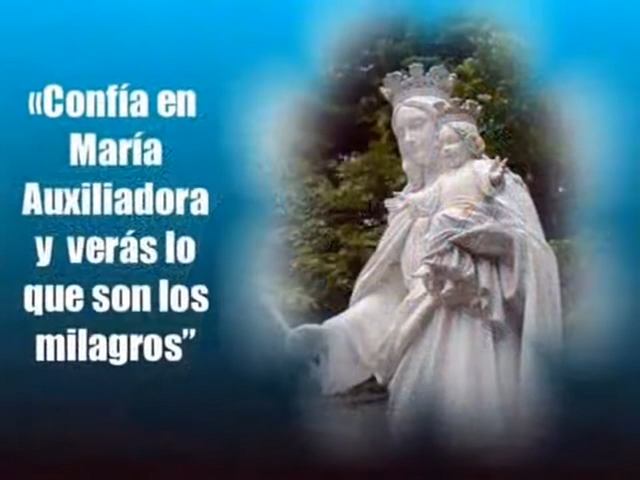 «Confía en
María
Auxiliadora
y verás lo
que son los
milagros”